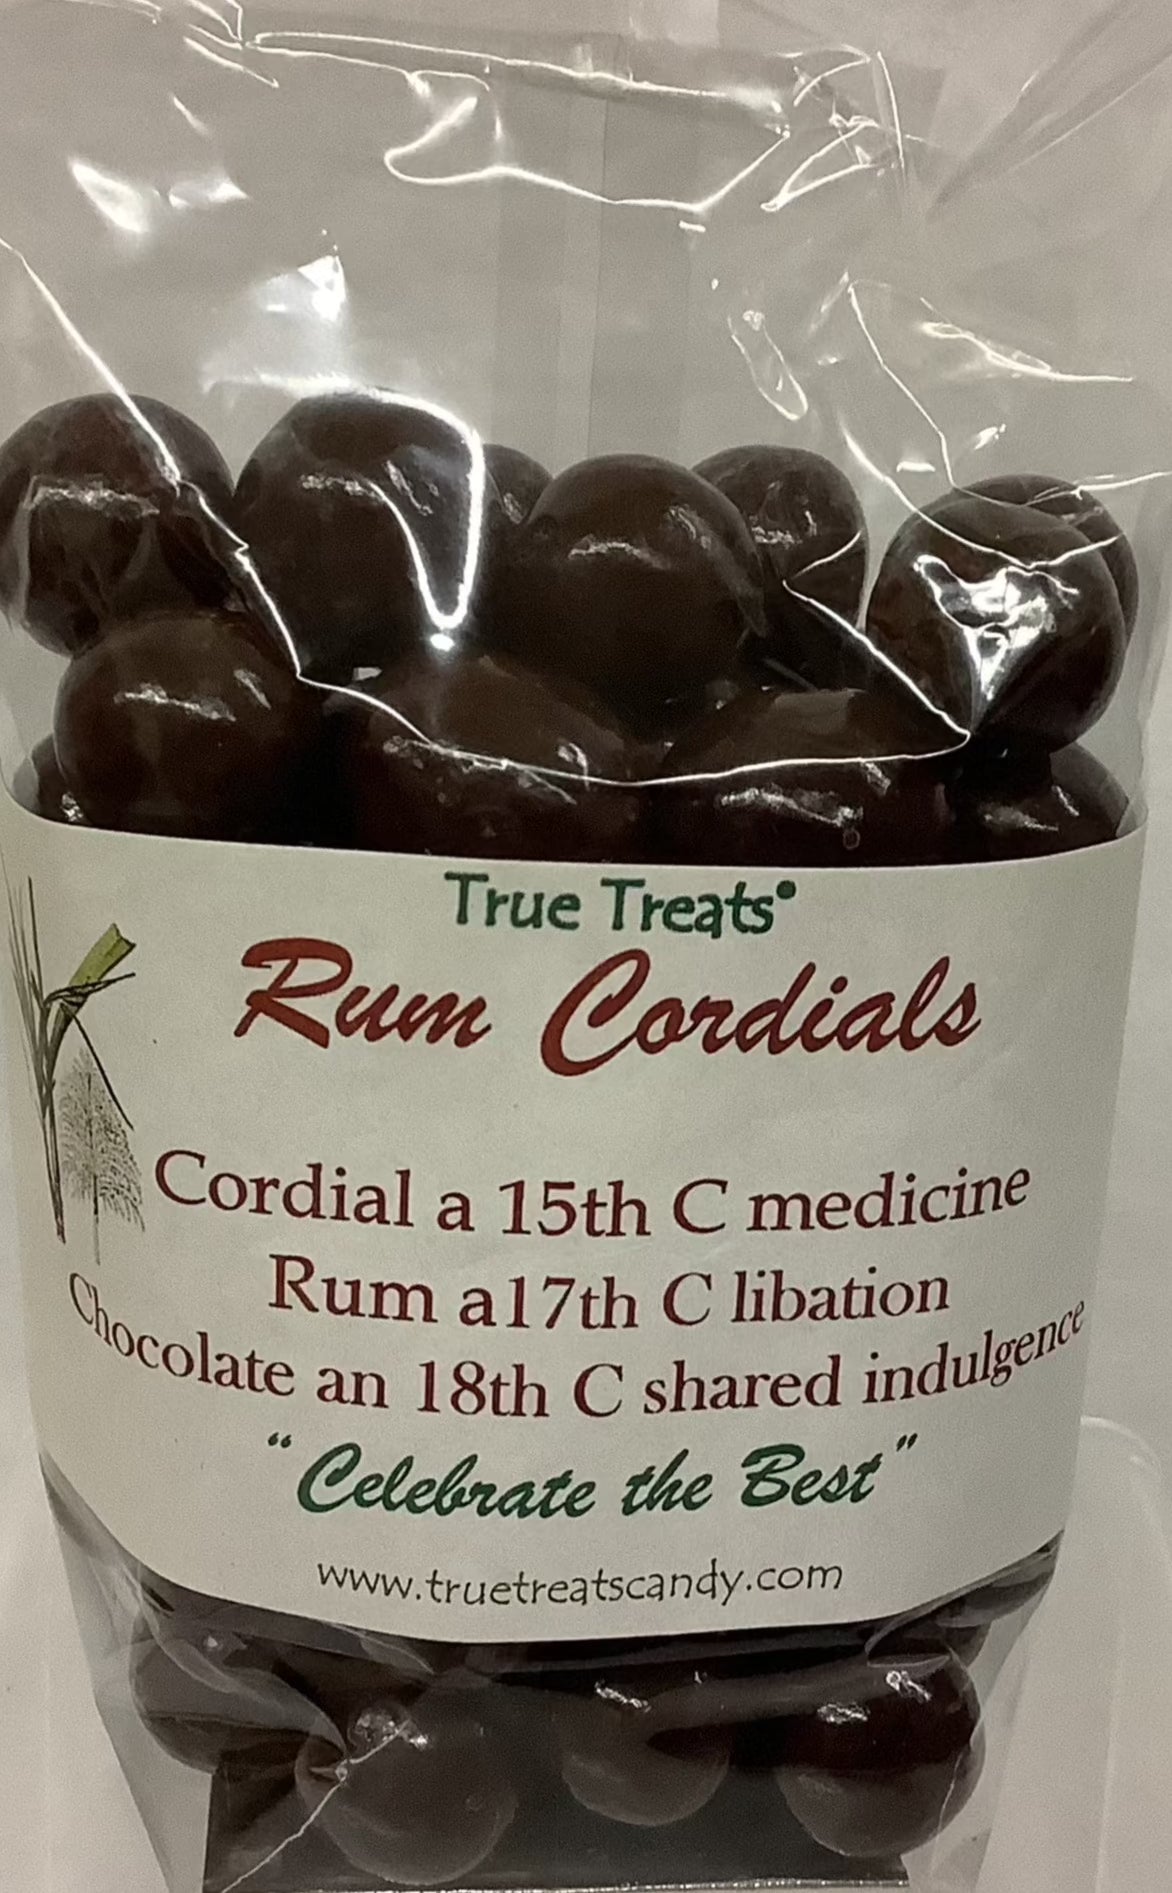 True Treats®
Rum Cordials
Cordial a 15th C medicine
Rum a17th C libation
Chocolate an 18th C shared indulgence
"Celebrate the Best"
www.truetreatscandy.com